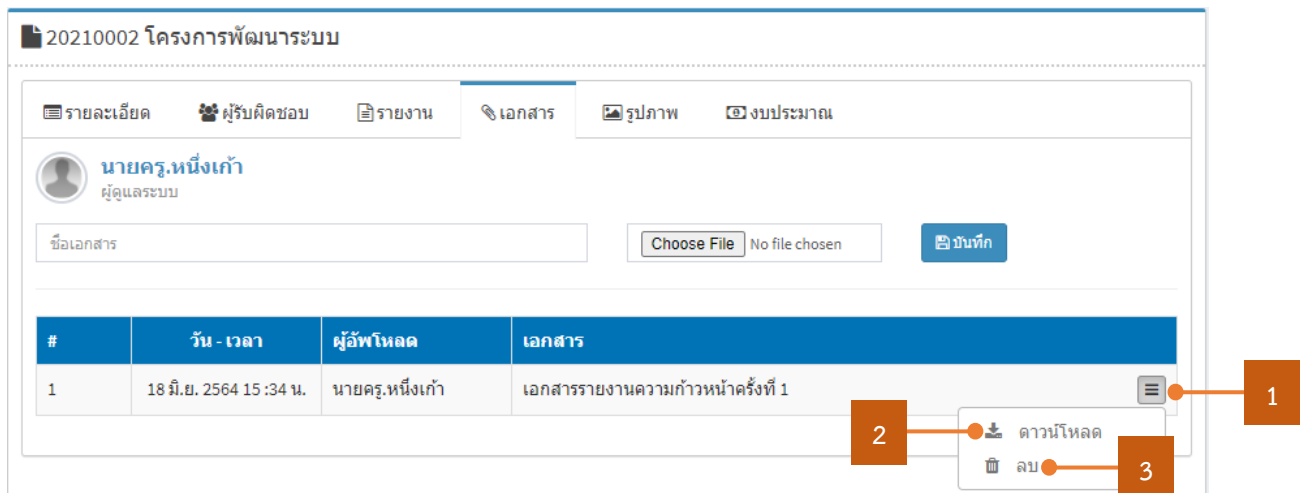 20210002 โครงการพัฒนาระบบ
รายละเอียด ผู้รับผิดชอบ รายงาน เอกสาร รูปภาพ งบประมาณ
นายครู.หนึ่งเก้า
ผู้ดูแลระบบ
ชื่อเอกสาร Choose File No file chosen บันทึก
# วัน - เวลา ผู้อัพโหลด เอกสาร
1 18 มิ.ย. 2564 15 :34 น. นายครู.หนึ่งเก้า เอกสารรายงานความก้าวหน้าครั้งที่ 1
1
2 ดาวน์โหลด
ลบ 3